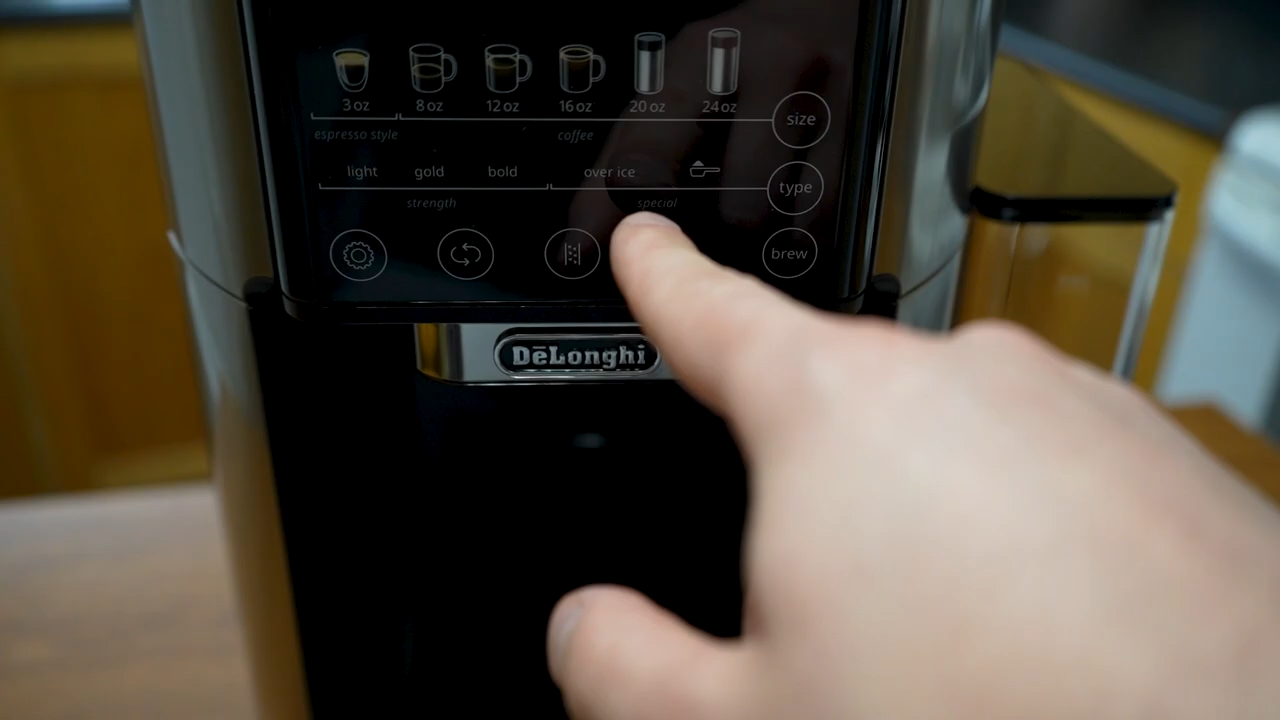 3 oz 8 oz 12 oz 16 oz 20 oz 24 oz
size
espresso style coffee
light gold bold over ice
type
strength special
brew
DēLonghi